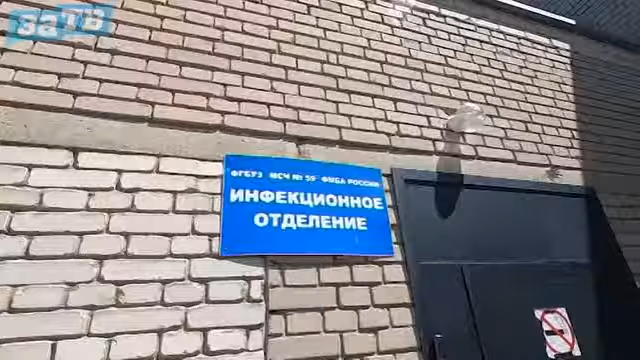 заТВ
ФГБУЗ МСЧ № 59 ФМБА РОССИИ
ИНФЕКЦИОННОЕ
ОТДЕЛЕНИЕ